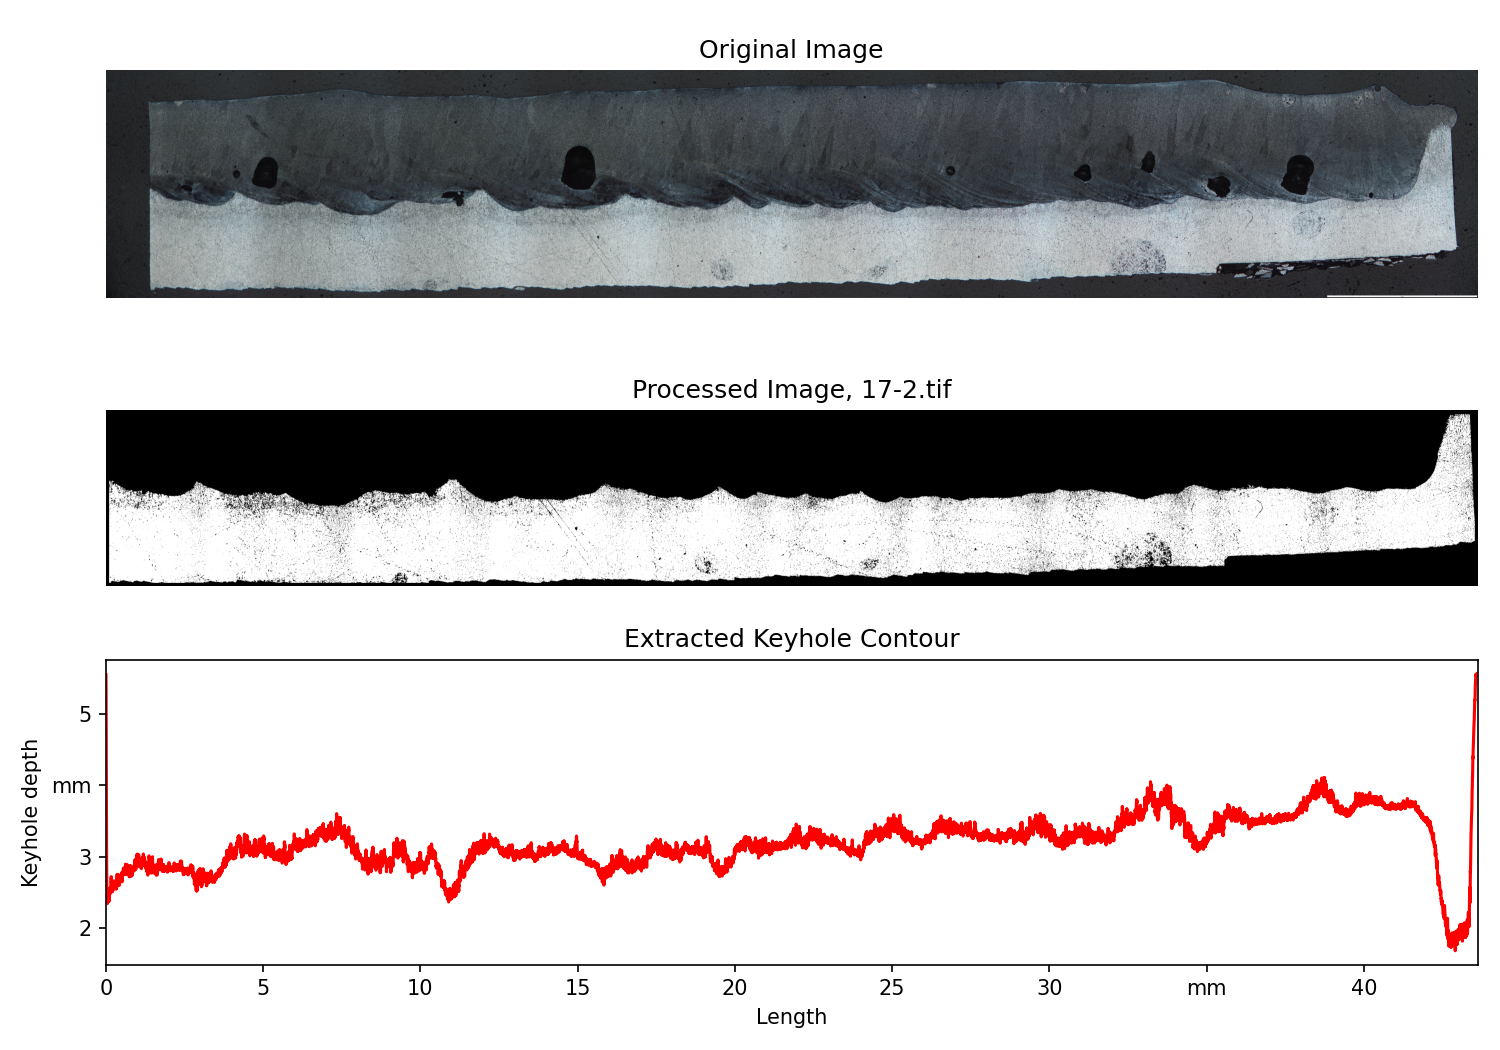 Original Image
Processed Image, 17-2.tif
Extracted Keyhole Contour
Keyhole depth
5
mm
3
2
0 5 10 15 20 25 30 mm 40
Length